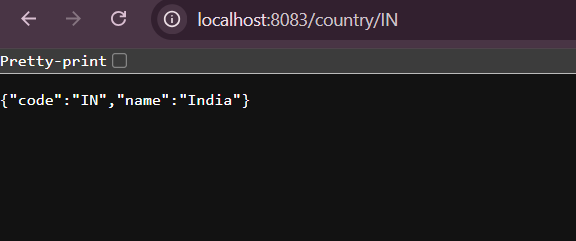 localhost:8083/country/IN
Pretty-print
{"code":"IN","name":"India"}